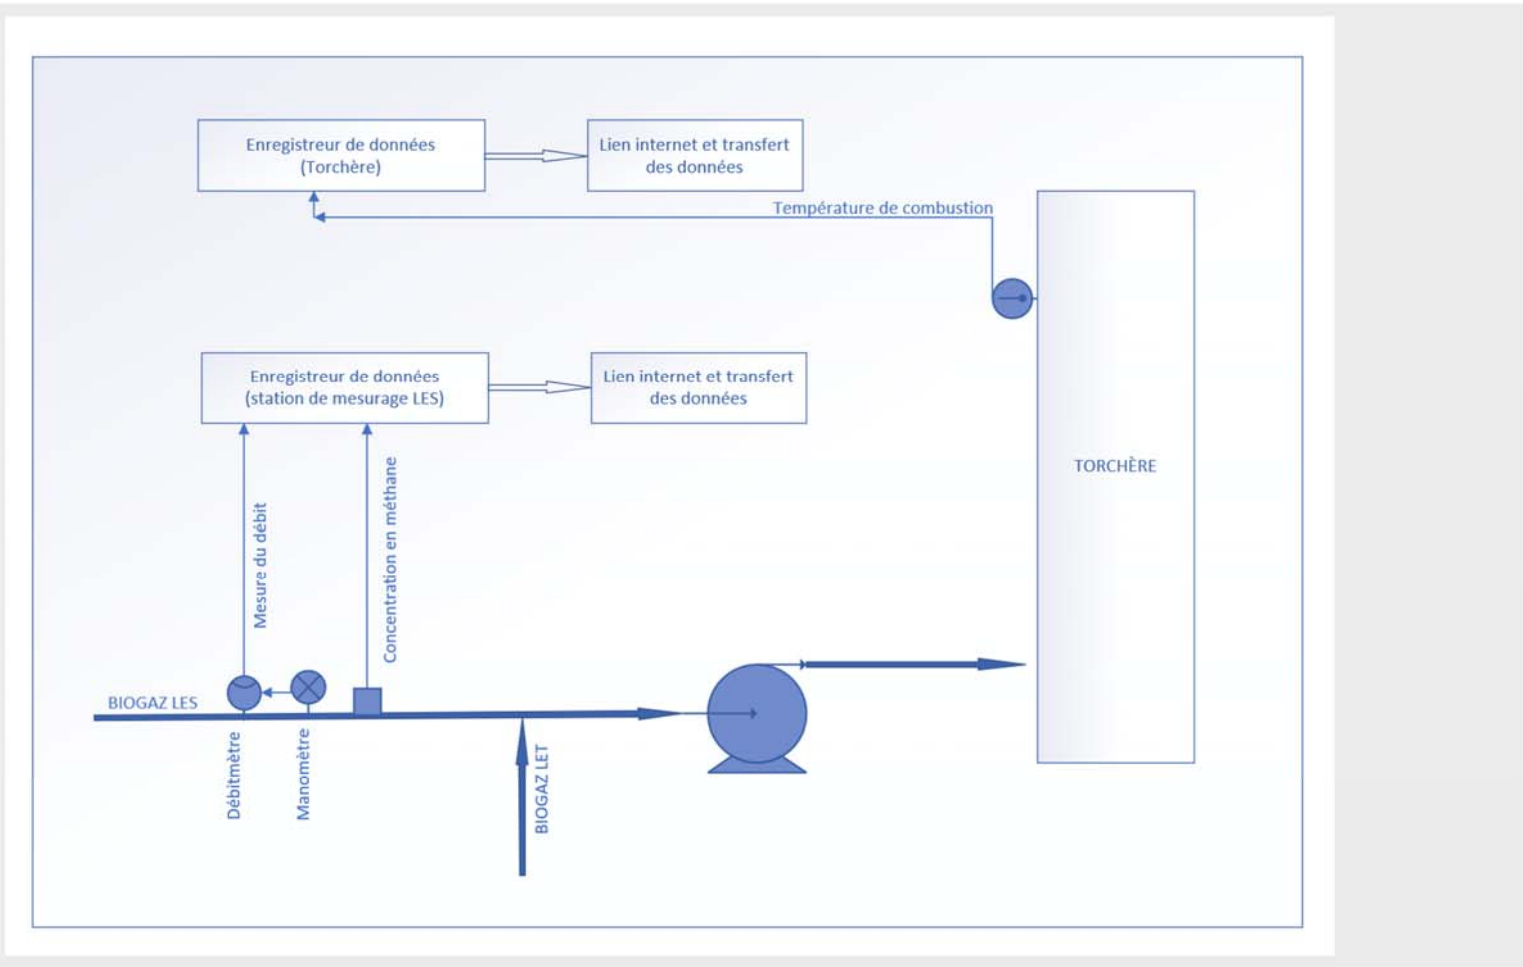 Enregistreur de données
(Torchère)
Lien internet et transfert
des données
Température de combustion
Enregistreur de données
(station de mesurage LES)
Lien internet et transfert
des données
TORCHÈRE
Mesure du débit
Concentration en méthane
BIOGAZ LES
Débitmètre
Manomètre
BIOGAZ LET